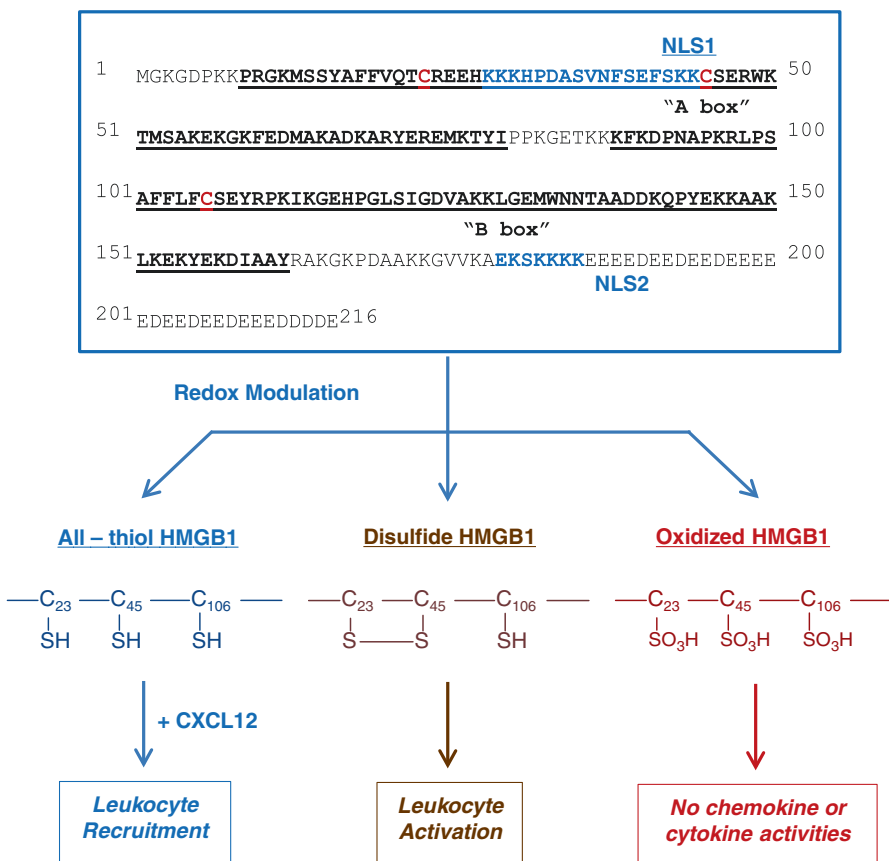 NLS1
1 MGKGDPKKPRGKMSSYAFFVQTCREEHKKKHPDASVNFSEFSKKCSERWK 50
“A box”
51 TMSAKEKGKFEDMAKADKARYEREMKTYIPPKGETKKKFKDPNAPKRLPS 100
101 AFFLFCSEYRPKIKGEHPGLSIGDVAKKLGEMWNNTAADDKQPYEKKAAK 150
“B box”
151 LKEKYEKDIAAYRAKGKPDAAKKGVVKAEKSKKKKEEEEDEEDEEDEEEE 200
NLS2
201 EDEEDEEDEEEDDDDE 216
Redox Modulation
All – thiol HMGB1 Disulfide HMGB1 Oxidized HMGB1
C23 C45 C106 C23 C45 C106 C23 C45 C106
SH SH SH S S SH SO3H SO3H SO3H
+ CXCL12
Leukocyte Recruitment
Leukocyte Activation
No chemokine or
cytokine activities